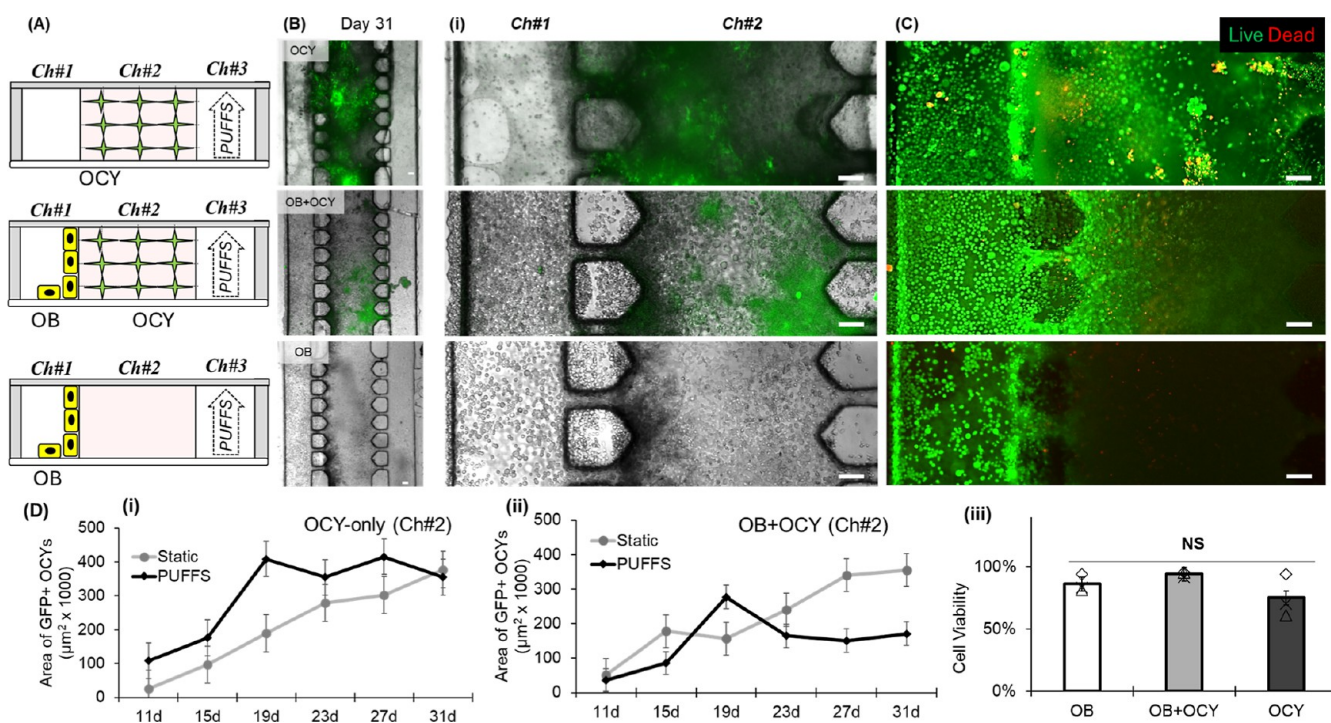 (A)
Ch#1 Ch#2 Ch#3
PUFFS
OCY
Ch#1 Ch#2 Ch#3
PUFFS
OB OCY
Ch#1 Ch#2 Ch#3
PUFFS
OB
(B) Day 31
OCY
OB+OCY
OB
(i) Ch#1 Ch#2
(C)
Live Dead
(D) (i)
OCY-only (Ch#2)
Static
PUFFS
Area of GFP+ OCYs
(µm² x 1000)
500
400
300
200
100
0
11d 15d 19d 23d 27d 31d
(ii)
OB+OCY (Ch#2)
Static
PUFFS
Area of GFP+ OCYs
(µm² x 1000)
500
400
300
200
100
0
11d 15d 19d 23d 27d 31d
(iii)
NS
Cell Viability
100%
50%
0%
OB OB+OCY OCY